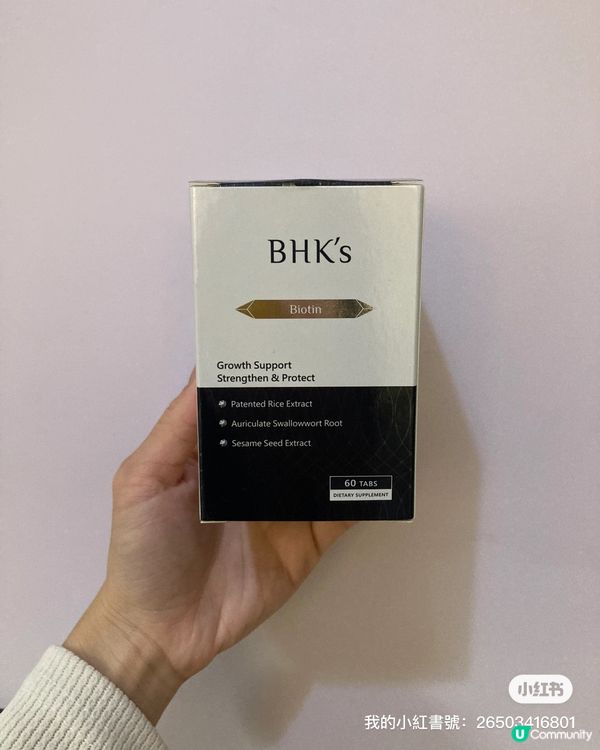 BHK's
Biotin
Growth Support
Strengthen & Protect
Patented Rice Extract
Auriculate Swallowwort Root
Sesame Seed Extract
60 TABS
DIETARY SUPPLEMENT
小红书
我的小紅書號：26503416801
U Community